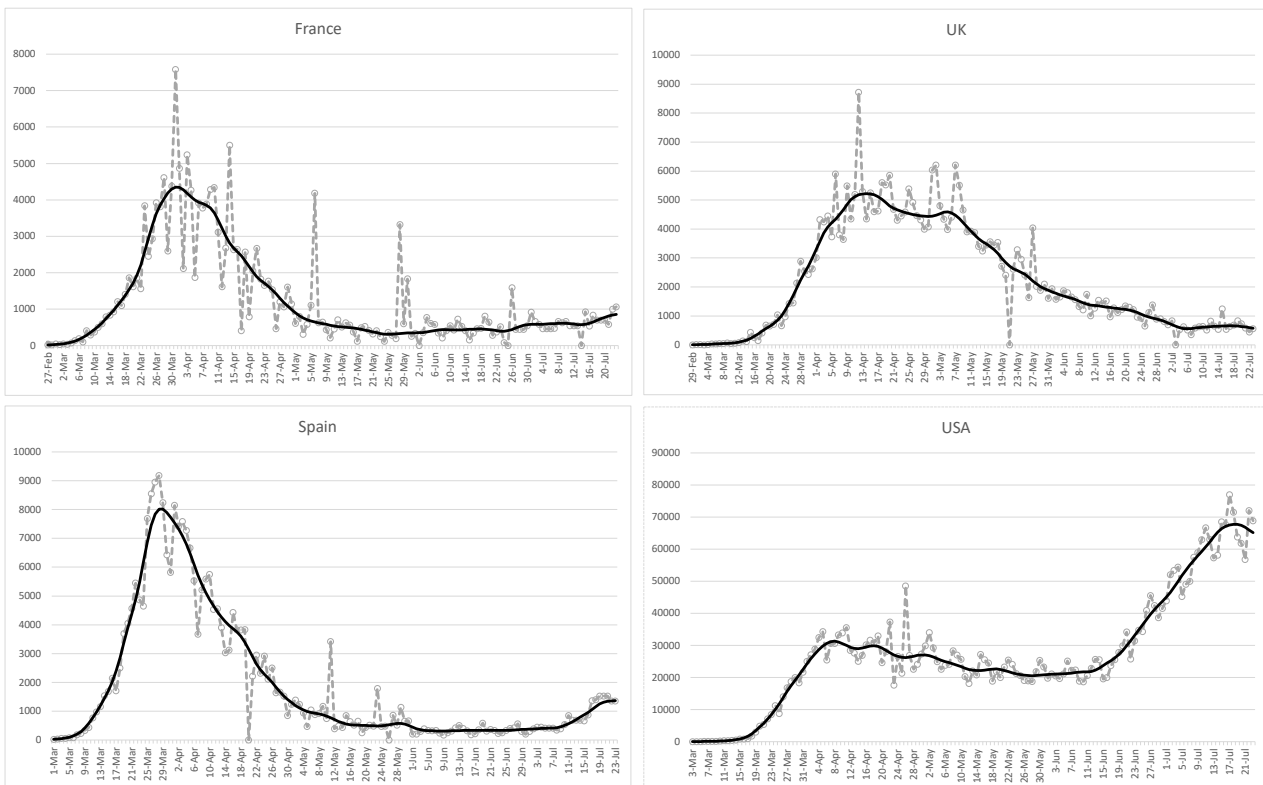 France
8000
7000
6000
5000
4000
3000
2000
1000
0
27-Feb
2-Mar
6-Mar
10-Mar
14-Mar
18-Mar
22-Mar
26-Mar
30-Mar
3-Apr
7-Apr
11-Apr
15-Apr
19-Apr
23-Apr
27-Apr
1-May
5-May
9-May
13-May
17-May
21-May
25-May
29-May
2-Jun
6-Jun
10-Jun
14-Jun
18-Jun
22-Jun
26-Jun
30-Jun
4-Jul
8-Jul
12-Jul
16-Jul
20-Jul
UK
10000
9000
8000
7000
6000
5000
4000
3000
2000
1000
0
29-Feb
4-Mar
8-Mar
12-Mar
16-Mar
20-Mar
24-Mar
28-Mar
1-Apr
5-Apr
9-Apr
13-Apr
17-Apr
21-Apr
25-Apr
29-Apr
3-May
7-May
11-May
15-May
19-May
23-May
27-May
31-May
4-Jun
8-Jun
12-Jun
16-Jun
20-Jun
24-Jun
28-Jun
2-Jul
6-Jul
10-Jul
14-Jul
18-Jul
22-Jul
Spain
10000
9000
8000
7000
6000
5000
4000
3000
2000
1000
0
1-Mar
5-Mar
9-Mar
13-Mar
17-Mar
21-Mar
25-Mar
29-Mar
2-Apr
6-Apr
10-Apr
14-Apr
18-Apr
22-Apr
26-Apr
30-Apr
4-May
8-May
12-May
16-May
20-May
24-May
28-May
1-Jun
5-Jun
9-Jun
13-Jun
17-Jun
21-Jun
25-Jun
29-Jun
3-Jul
7-Jul
11-Jul
15-Jul
19-Jul
23-Jul
USA
90000
80000
70000
60000
50000
40000
30000
20000
10000
0
3-Mar
7-Mar
11-Mar
15-Mar
19-Mar
23-Mar
27-Mar
31-Mar
4-Apr
8-Apr
12-Apr
16-Apr
20-Apr
24-Apr
28-Apr
2-May
6-May
10-May
14-May
18-May
22-May
26-May
30-May
3-Jun
7-Jun
11-Jun
15-Jun
19-Jun
23-Jun
27-Jun
1-Jul
5-Jul
9-Jul
13-Jul
17-Jul
21-Jul